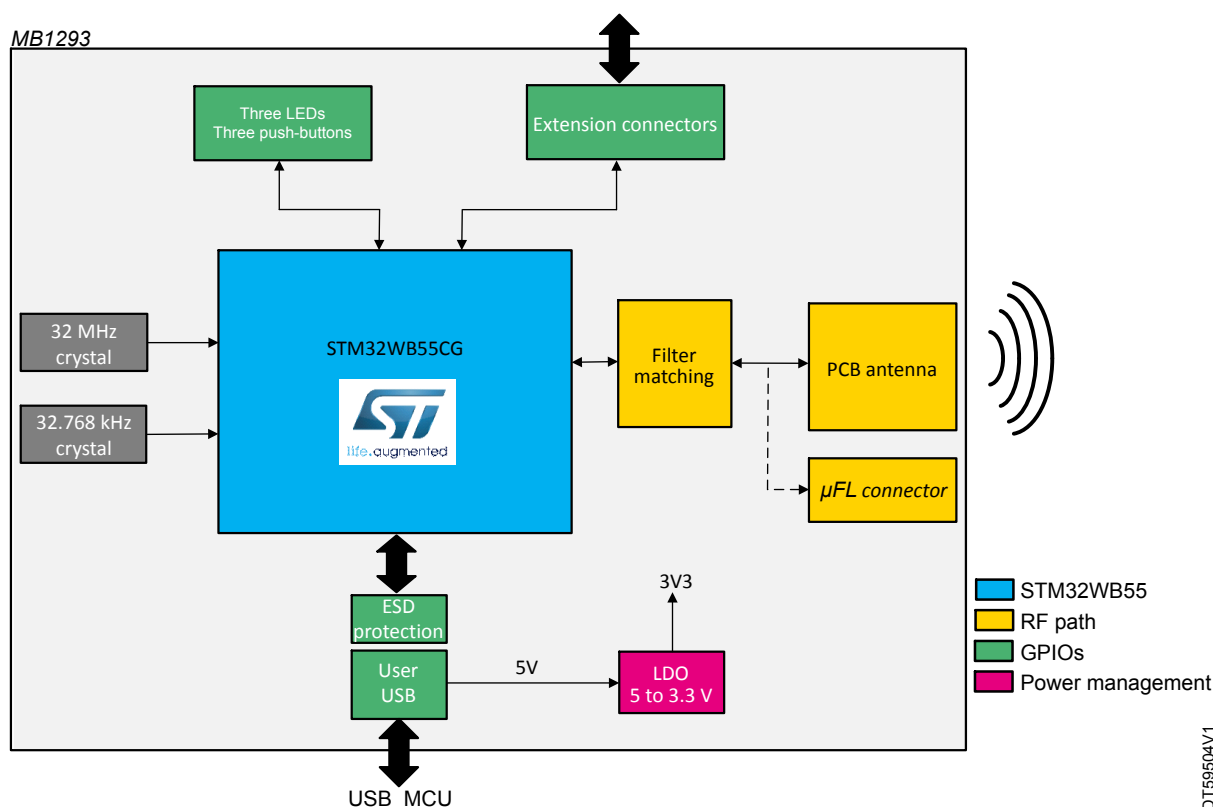 MB1293
Three LEDs
Three push-buttons
Extension connectors
32 MHz
crystal
STM32WB55CG
Filter
matching
PCB antenna
32.768 kHz
crystal
life.augmented
µFL connector
ESD
protection
3V3
User
USB
5V
LDO
5 to 3.3 V
STM32WB55
RF path
GPIOs
Power management
USB MCU
DT59504V1